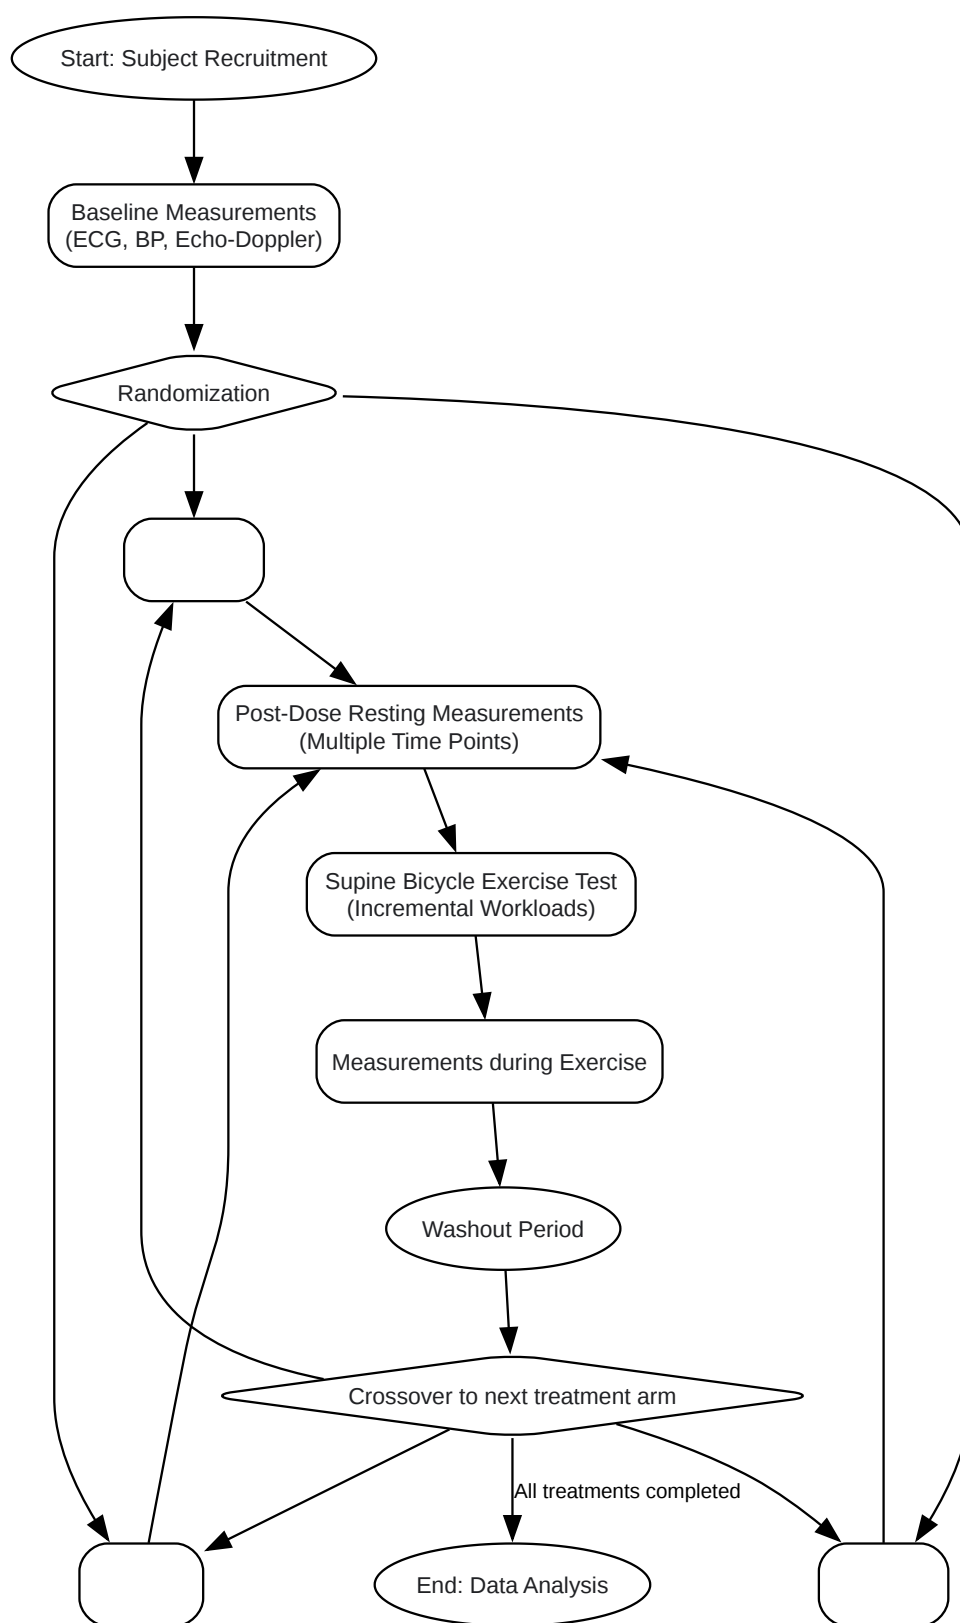 Start: Subject Recruitment
Baseline Measurements
(ECG, BP, Echo-Doppler)
Randomization
Post-Dose Resting Measurements
(Multiple Time Points)
Supine Bicycle Exercise Test
(Incremental Workloads)
Measurements during Exercise
Washout Period
Crossover to next treatment arm
All treatments completed
End: Data Analysis